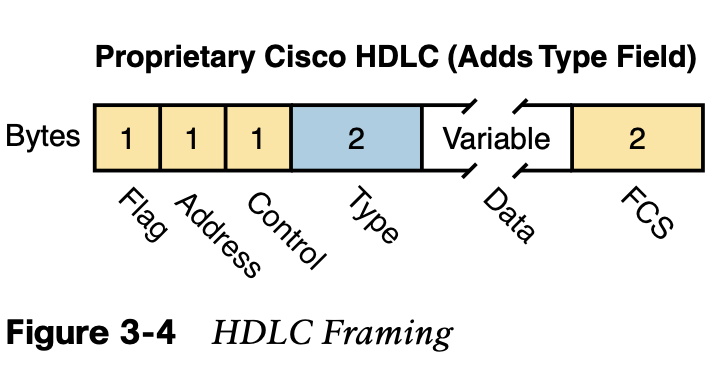 Proprietary Cisco HDLC (Adds Type Field)
Bytes 1 1 1 2 Variable 2
Flag Address Control Type Data FCS
Figure 3-4 HDLC Framing